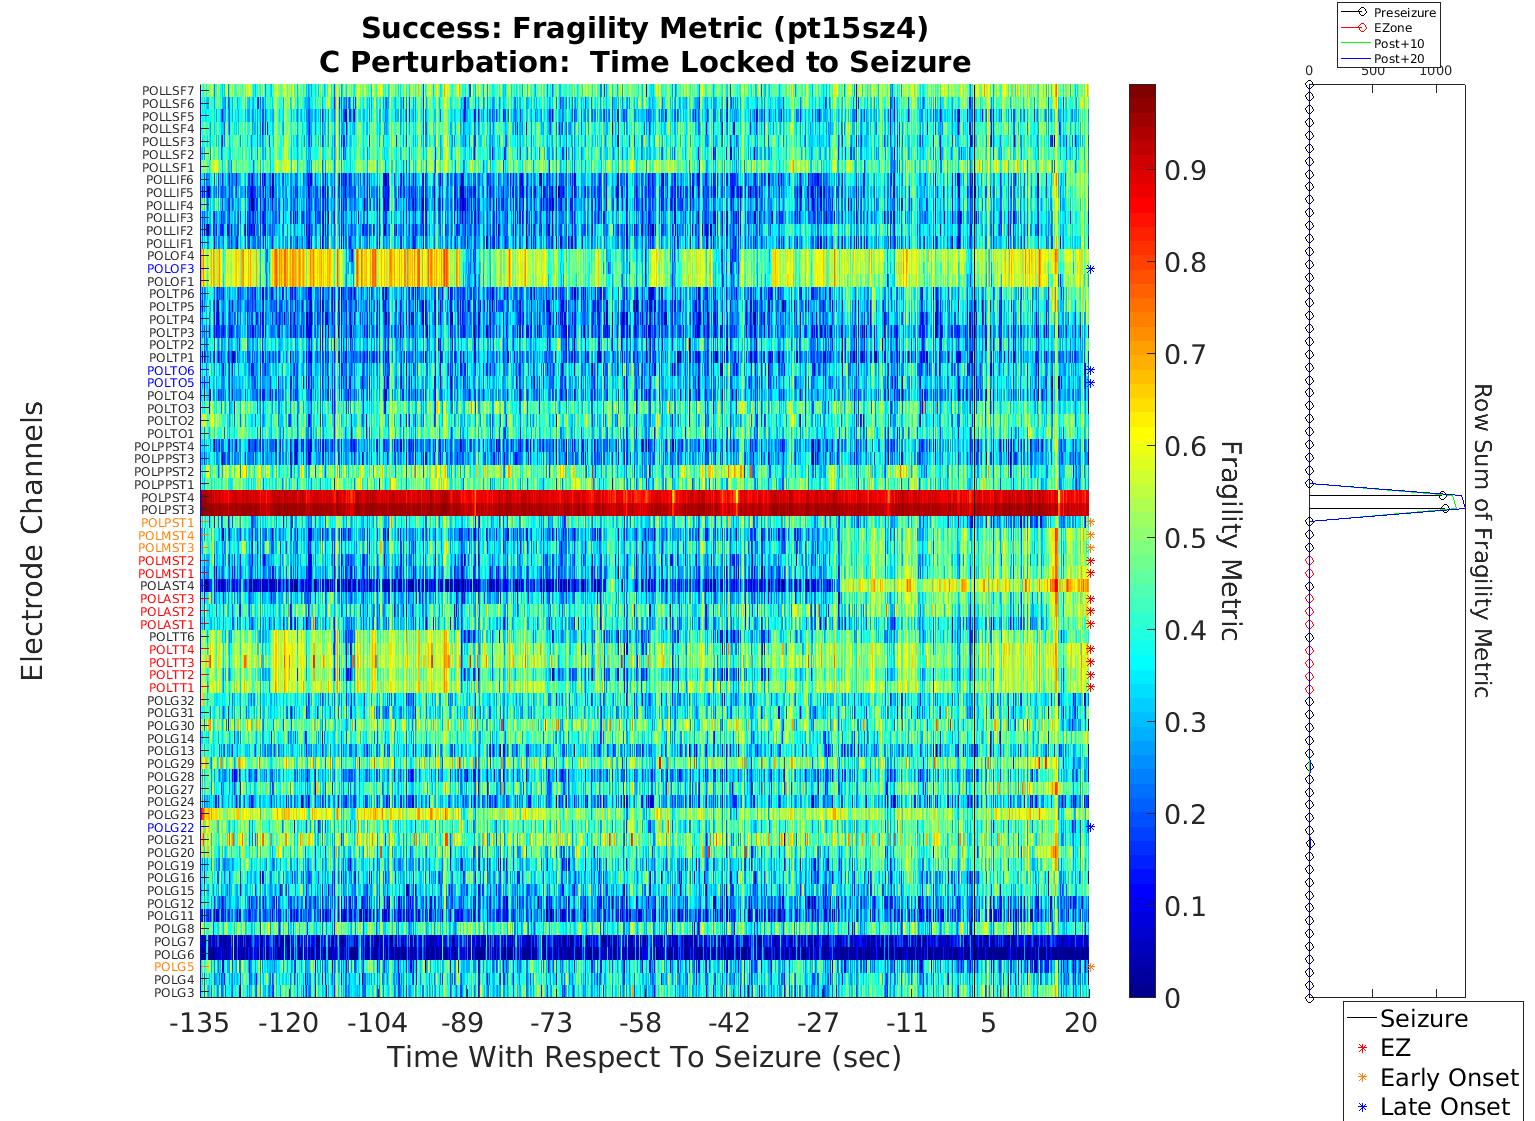 Success: Fragility Metric (pt15sz4)
C Perturbation:  Time Locked to Seizure
Electrode Channels
POLLSF7
POLLSF6
POLLSF5
POLLSF4
POLLSF3
POLLSF2
POLLSF1
POLLIF6
POLLIF5
POLLIF4
POLLIF3
POLLIF2
POLLIF1
POLOF4
POLOF3
POLOF1
POLTP6
POLTP5
POLTP4
POLTP3
POLTP2
POLTP1
POLTO6
POLTO5
POLTO4
POLTO3
POLTO2
POLTO1
POLPPST4
POLPPST3
POLPPST2
POLPPST1
POLPST4
POLPST3
POLPST1
POLMST4
POLMST3
POLMST2
POLMST1
POLAST4
POLAST3
POLAST2
POLAST1
POLTT6
POLTT4
POLTT3
POLTT2
POLTT1
POLG32
POLG31
POLG30
POLG14
POLG13
POLG29
POLG28
POLG27
POLG24
POLG23
POLG22
POLG21
POLG20
POLG19
POLG16
POLG15
POLG12
POLG11
POLG8
POLG7
POLG6
POLG5
POLG4
POLG3
-135 -120 -104 -89 -73 -58 -42 -27 -11 5 20
Time With Respect To Seizure (sec)
0.9
0.8
0.7
0.6
0.5
0.4
0.3
0.2
0.1
0
Fragility Metric
Preseizure
EZone
Post+10
Post+20
0 500 1000
Row Sum of Fragility Metric
Seizure
EZ
Early Onset
Late Onset